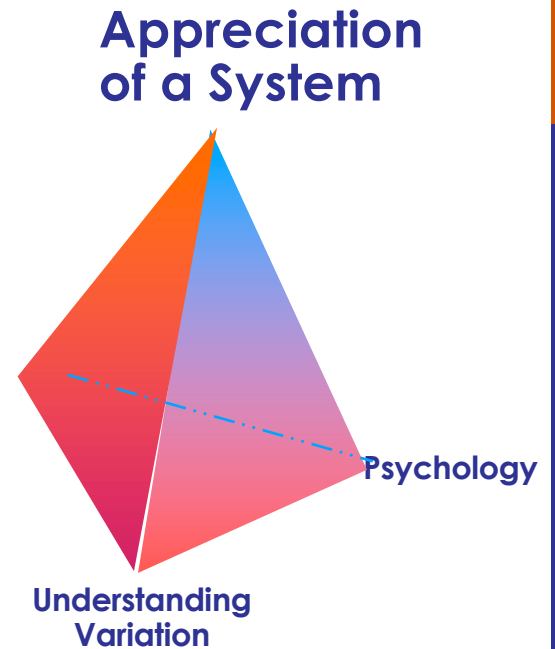 Appreciation
of a System
Psychology
Understanding
Variation